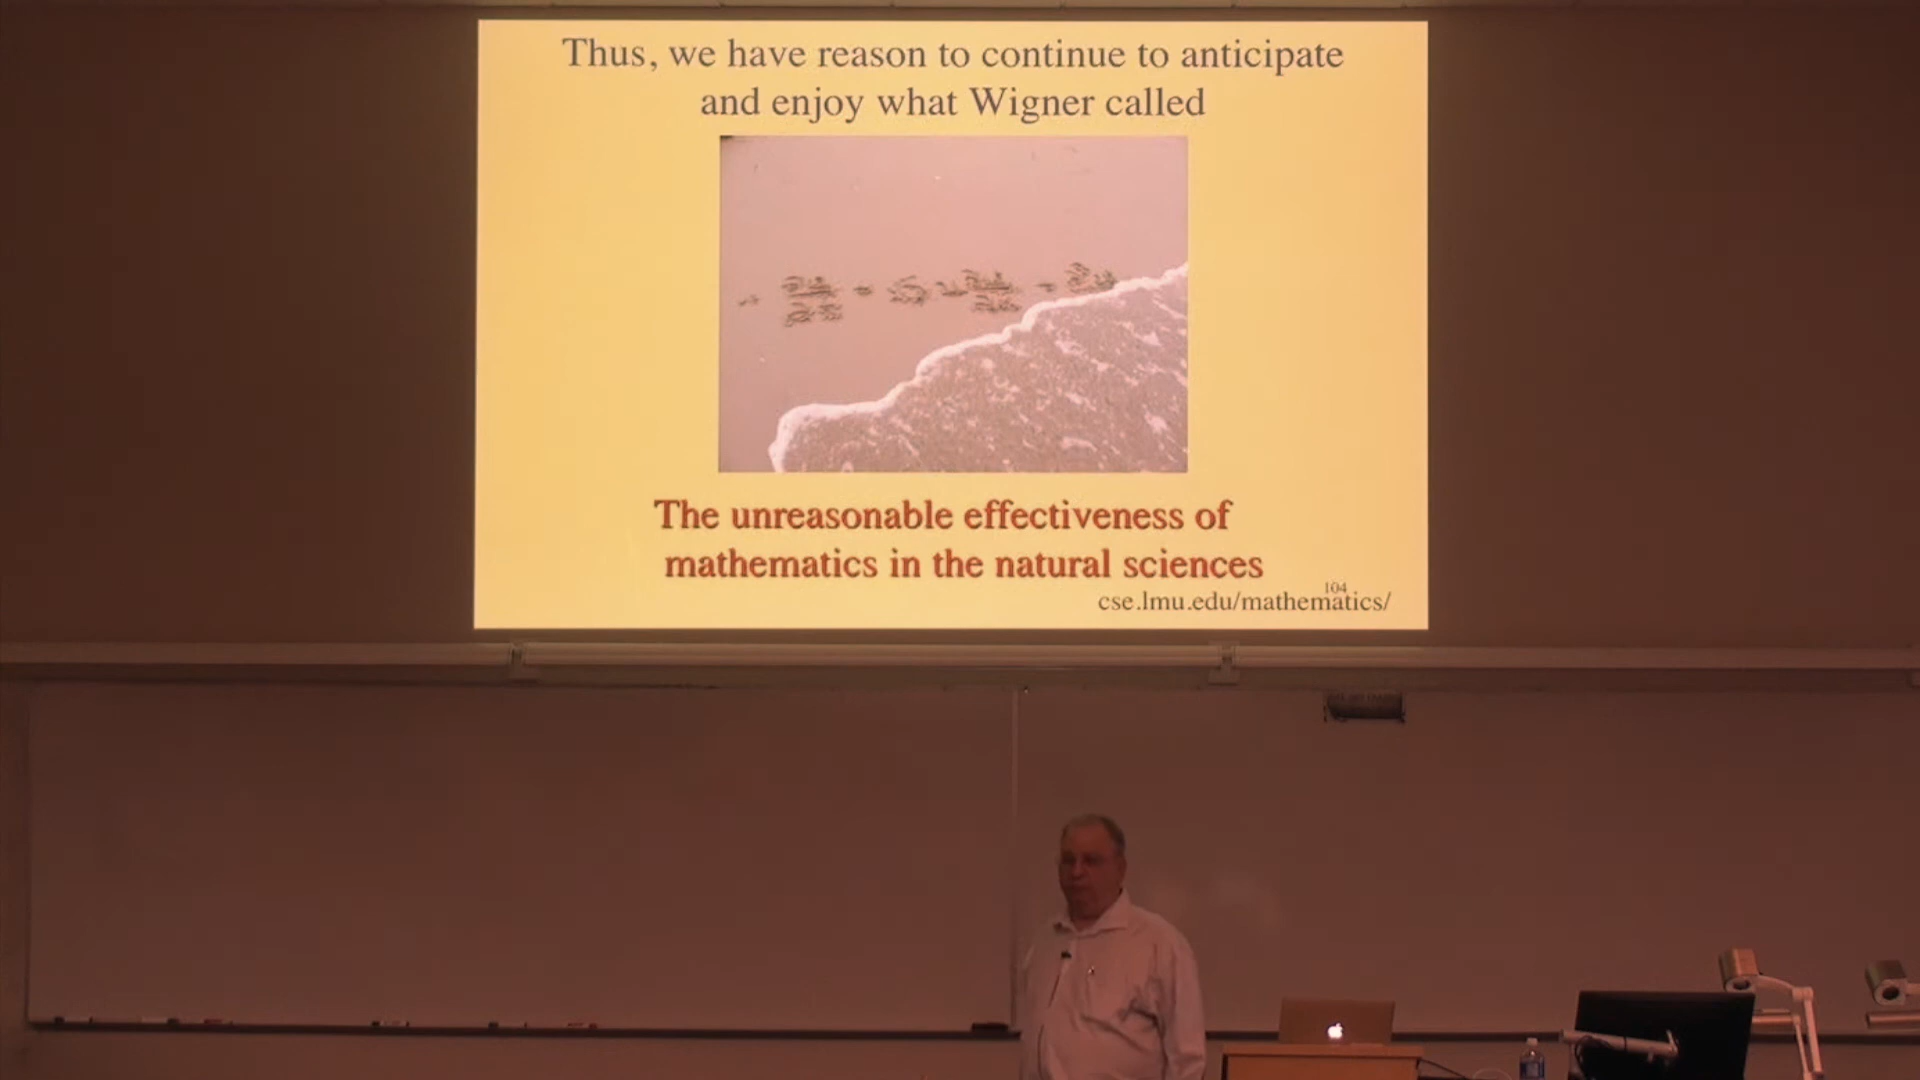 Thus, we have reason to continue to anticipate
and enjoy what Wigner called
The unreasonable effectiveness of
mathematics in the natural sciences
104
cse.lmu.edu/mathematics/